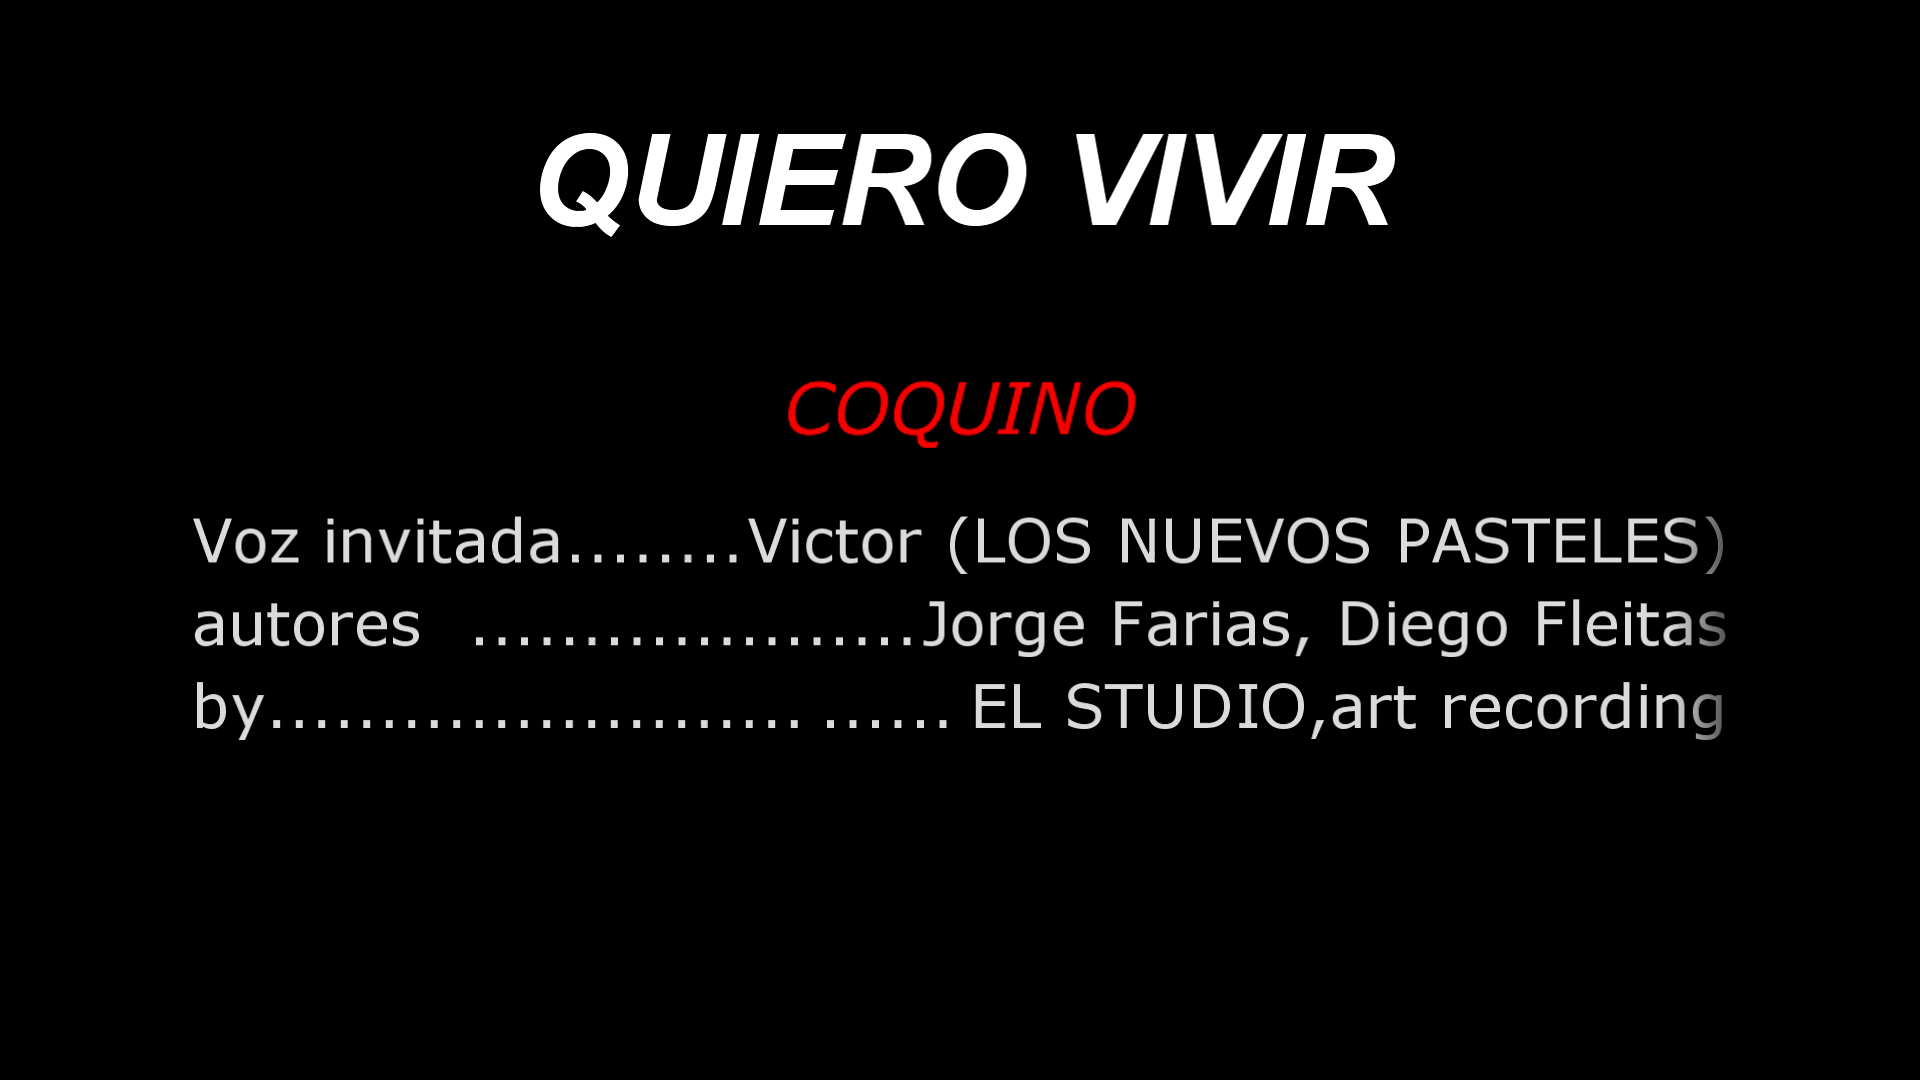 QUIERO VIVIR
COQUINO
Voz invitada........Victor (LOS NUEVOS PASTELES)
autores  ....................Jorge Farias, Diego Fleitas
by........................ ...... EL STUDIO,art recording